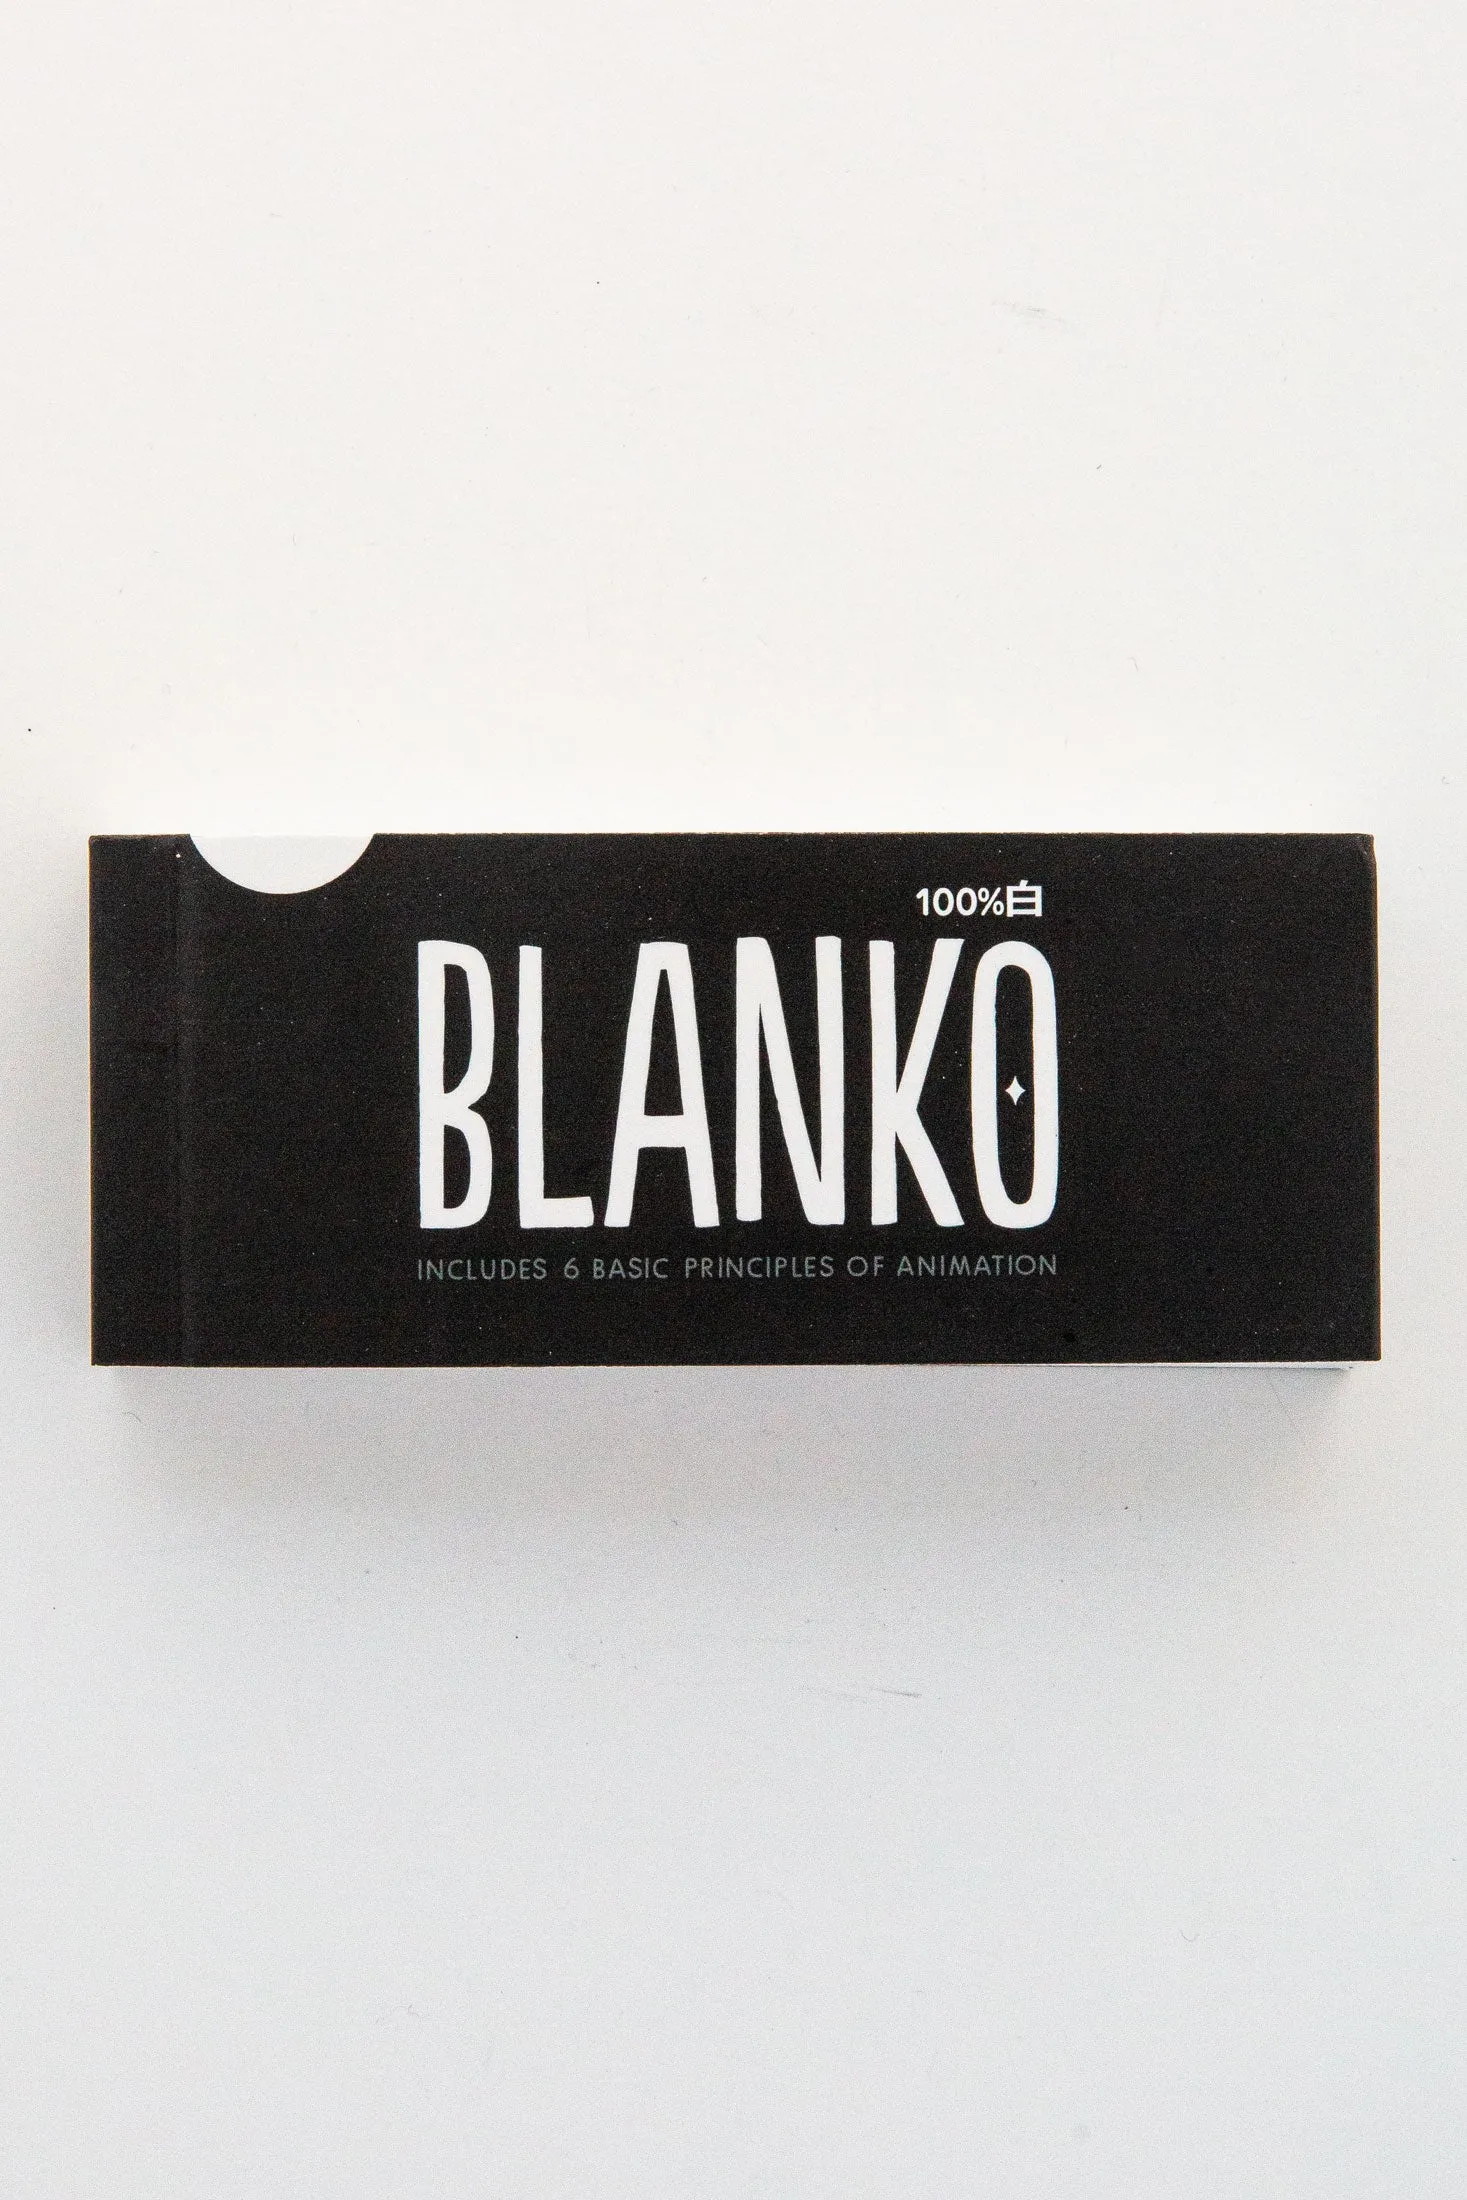 100%白
BLANKO
INCLUDES 6 BASIC PRINCIPLES OF ANIMATION